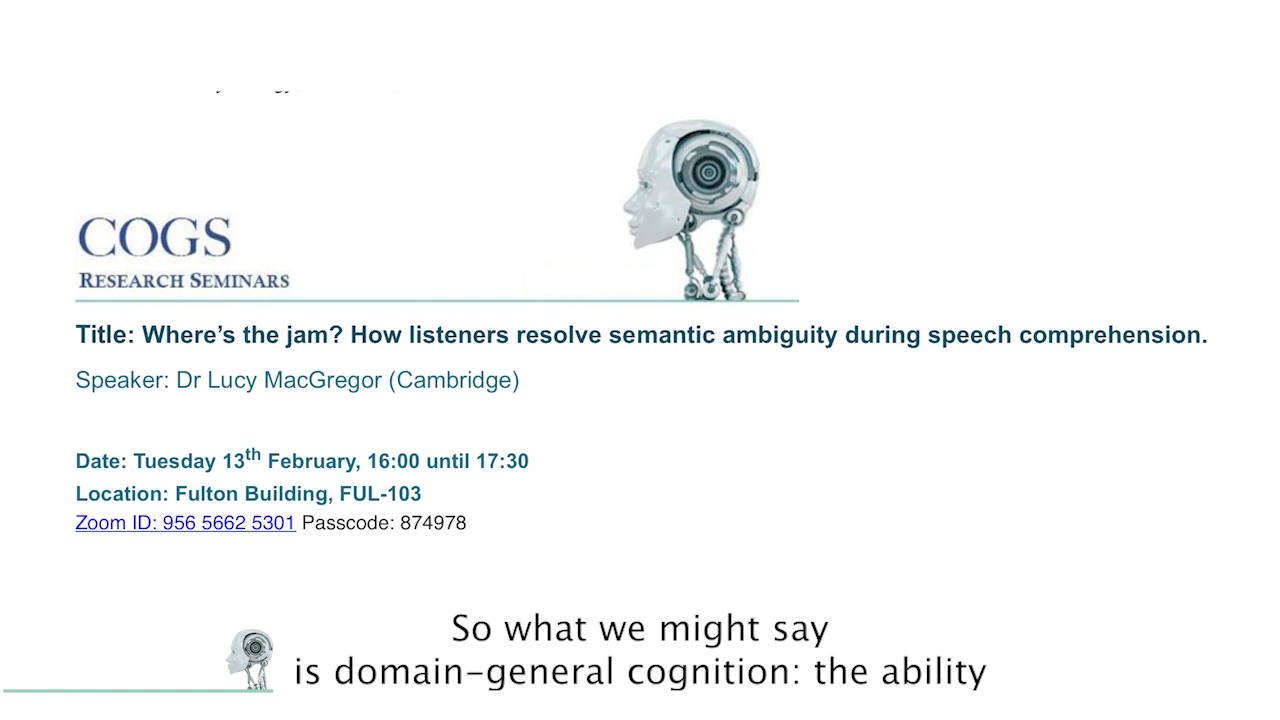 COGS
RESEARCH SEMINARS
Title: Where’s the jam? How listeners resolve semantic ambiguity during speech comprehension.
Speaker: Dr Lucy MacGregor (Cambridge)
Date: Tuesday 13th February, 16:00 until 17:30
Location: Fulton Building, FUL-103
Zoom ID: 956 5662 5301 Passcode: 874978
So what we might say
is domain-general cognition: the ability